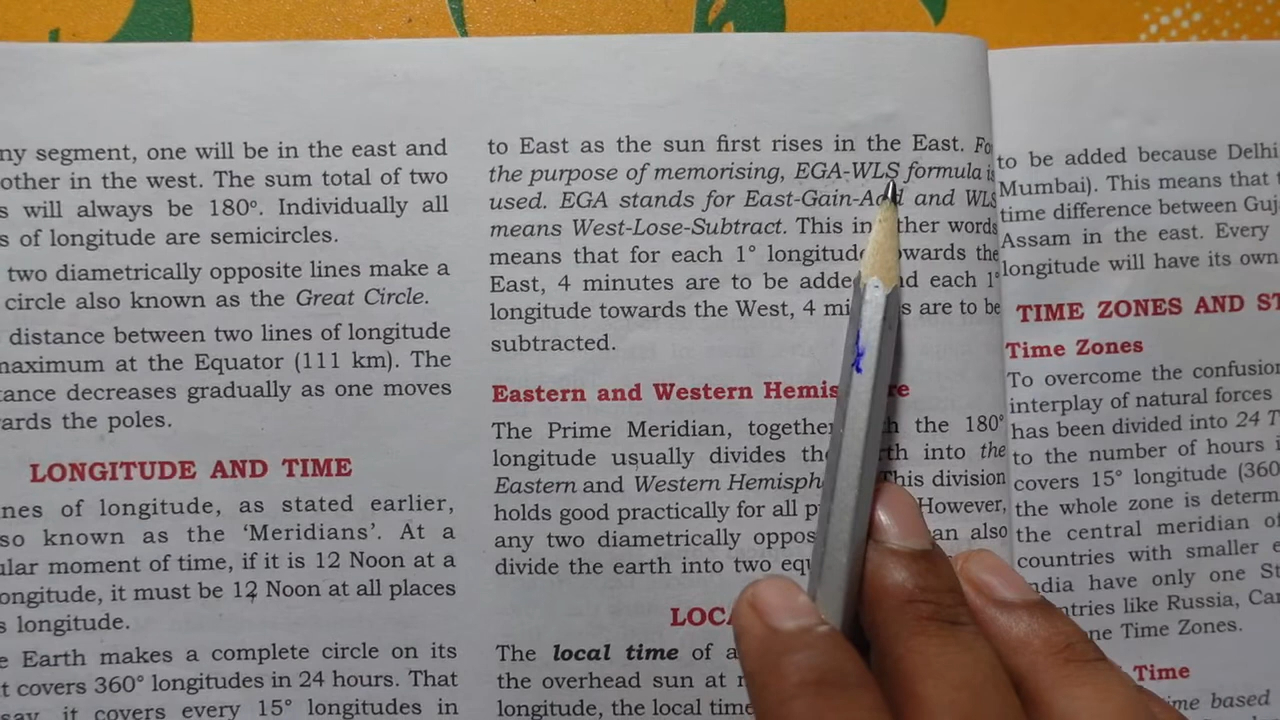 ny segment, one will be in the east and
other in the west. The sum total of two
s will always be 180°. Individually all
s of longitude are semicircles.
two diametrically opposite lines make a
circle also known as the Great Circle.
distance between two lines of longitude
maximum at the Equator (111 km). The
tance decreases gradually as one moves
wards the poles.
LONGITUDE AND TIME
nes of longitude, as stated earlier,
so known as the ‘Meridians’. At a
ular moment of time, if it is 12 Noon at a
ongitude, it must be 12 Noon at all places
s longitude.
e Earth makes a complete circle on its
t covers 360° longitudes in 24 hours. That
say, it covers every 15° longitudes in
to East as the sun first rises in the East. Fo
the purpose of memorising, EGA-WLS formula is
used. EGA stands for East-Gain-Add and WLS
means West-Lose-Subtract. This in other words
means that for each 1° longitude towards the
East, 4 minutes are to be added and each 1°
longitude towards the West, 4 mi s are to be
subtracted.
Eastern and Western Hemis re
The Prime Meridian, together h the 180°
longitude usually divides the rth into the
Eastern and Western Hemisph This division
holds good practically for all p However,
any two diametrically oppos an also
divide the earth into two equ
LOCA
The local time of a
the overhead sun at
longitude, the local time
to be added because Delhi
Mumbai). This means that t
time difference between Guj
Assam in the east. Every
longitude will have its own
TIME ZONES AND ST
Time Zones
To overcome the confusion
interplay of natural forces
has been divided into 24 T
to the number of hours i
covers 15° longitude (360
the whole zone is determ
the central meridian of
countries with smaller e
ndia have only one St
ntries like Russia, Can
ne Time Zones.
Time
ime based